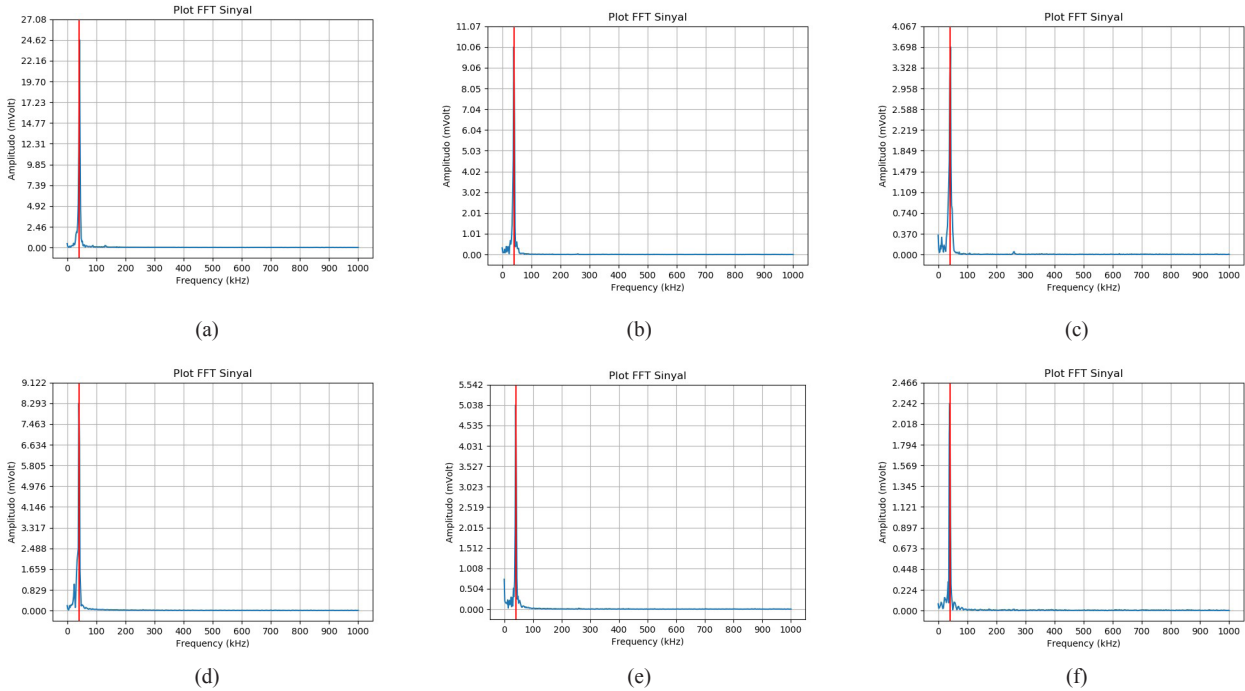 Plot FFT Sinyal
27.08
24.62
22.16
19.70
17.23
14.77
12.31
9.85
7.39
4.92
2.46
0.00
Amplitudo (mVolt)
0 100 200 300 400 500 600 700 800 900 1000
Frequency (kHz)
(a)
Plot FFT Sinyal
11.07
10.06
9.06
8.05
7.04
6.04
5.03
4.02
3.02
2.01
1.01
0.00
Amplitudo (mVolt)
0 100 200 300 400 500 600 700 800 900 1000
Frequency (kHz)
(b)
Plot FFT Sinyal
4.067
3.698
3.328
2.958
2.588
2.219
1.849
1.479
1.109
0.740
0.370
0.000
Amplitudo (mVolt)
0 100 200 300 400 500 600 700 800 900 1000
Frequency (kHz)
(c)
Plot FFT Sinyal
9.122
8.293
7.463
6.634
5.805
4.976
4.146
3.317
2.488
1.659
0.829
0.000
Amplitudo (mVolt)
0 100 200 300 400 500 600 700 800 900 1000
Frequency (kHz)
(d)
Plot FFT Sinyal
5.542
5.038
4.535
4.031
3.527
3.023
2.519
2.015
1.512
1.008
0.504
0.000
Amplitudo (mVolt)
0 100 200 300 400 500 600 700 800 900 1000
Frequency (kHz)
(e)
Plot FFT Sinyal
2.466
2.242
2.018
1.794
1.569
1.345
1.121
0.897
0.673
0.448
0.224
0.000
Amplitudo (mVolt)
0 100 200 300 400 500 600 700 800 900 1000
Frequency (kHz)
(f)